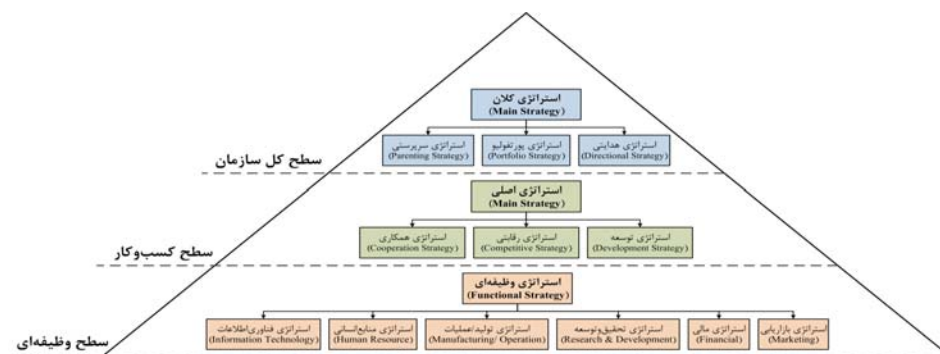 استراتژی کلان
(Main Strategy)
استراتژی هدایتی
(Directional Strategy)
استراتژی پورتفولیو
(Portfolio Strategy)
استراتژی سرپرستی
(Parenting Strategy)
سطح کل سازمان
استراتژی اصلی
(Main Strategy)
استراتژی توسعه
(Development Strategy)
استراتژی رقابتی
(Competitive Strategy)
استراتژی همکاری
(Cooperation Strategy)
سطح کسب‌وکار
استراتژی وظیفه‌ای
(Functional Strategy)
استراتژی بازاریابی
(Marketing)
استراتژی مالی
(Financial)
استراتژی تحقیق‌وتوسعه
(Research & Development)
استراتژی تولید/عملیات
(Manufacturing/ Operation)
استراتژی منابع‌انسانی
(Human Resource)
استراتژی فناوری‌اطلاعات
(Information Technology)
سطح وظیفه‌ای